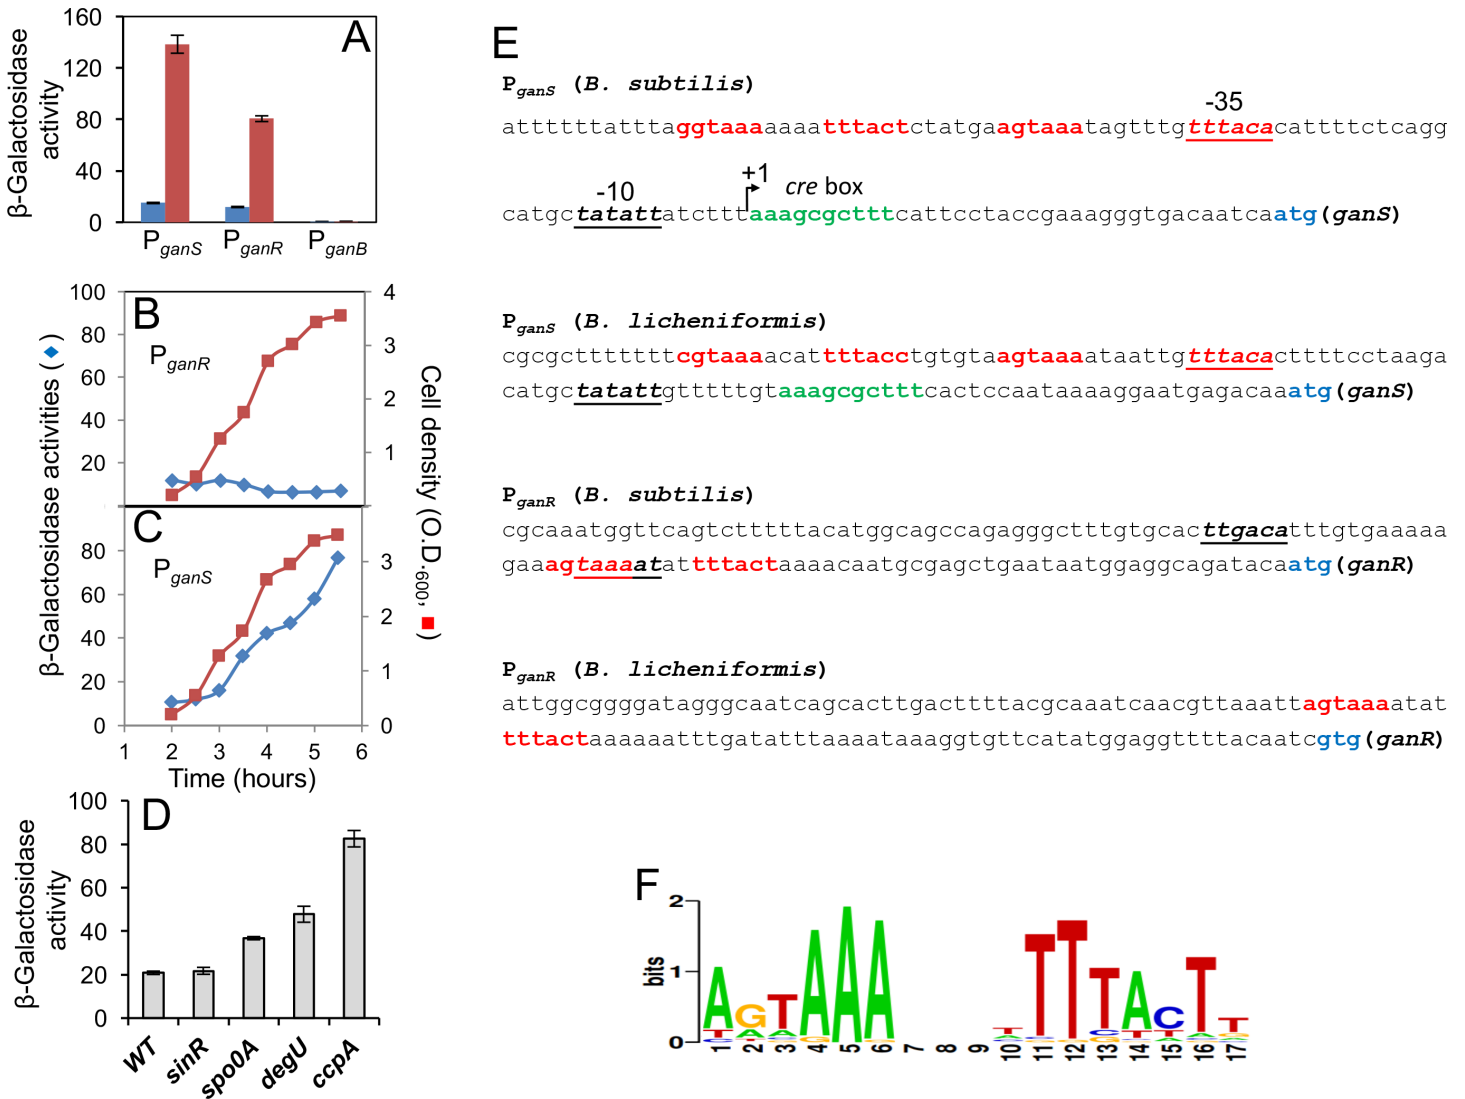 A
160
120
80
40
0
β-Galactosidase activity
PganS PganR PganB
B
PganR
100
80
60
40
20
C
PganS
80
60
40
20
0
4
3
2
1
3
2
1
0
β-Galactosidase activities ( )
Cell density (O.D.600, )
1 2 3 4 5 6
Time (hours)
D
100
80
60
40
20
0
β-Galactosidase activity
WT sinR spo0A degU ccpA
E
PganS (B. subtilis)
-35
attttttatttaggtaaaaaaatttactctatgaagtaaatagtttgtttacacattttctcagg
+1
-10
cre box
catgctatattatctttaaagcgctttcattcctaccgaaagggtgacaatcaatg(ganS)
PganS (B. licheniformis)
cgcgctttttttcgtaaaacattttacctgtgtaagtaaaataattgtttacacttttcctaaga
catgctatattgtttttgtaaagcgctttcactccaataaaaggaatgagacaaatg(ganS)
PganR (B. subtilis)
cgcaaatggttcagtctttttacatggcagccagagggctttgtgcacttgacatttgtgaaaaa
gaaagtaaaatattttactaaaacaatgcgagctgaataatggaggcagatacaatg(ganR)
PganR (B. licheniformis)
attggcggggatagggcaatcagcacttgacttttacgcaaatcaacgttaaattagtaaaatat
tttactaaaaaatttgatatttaaaataaaggtgttcatatggaggttttacaatcgtg(ganR)
F
2
1
0
bits
AGTAAA TTTACTT
1 2 3 4 5 6 7 8 9 10 11 12 13 14 15 16 17